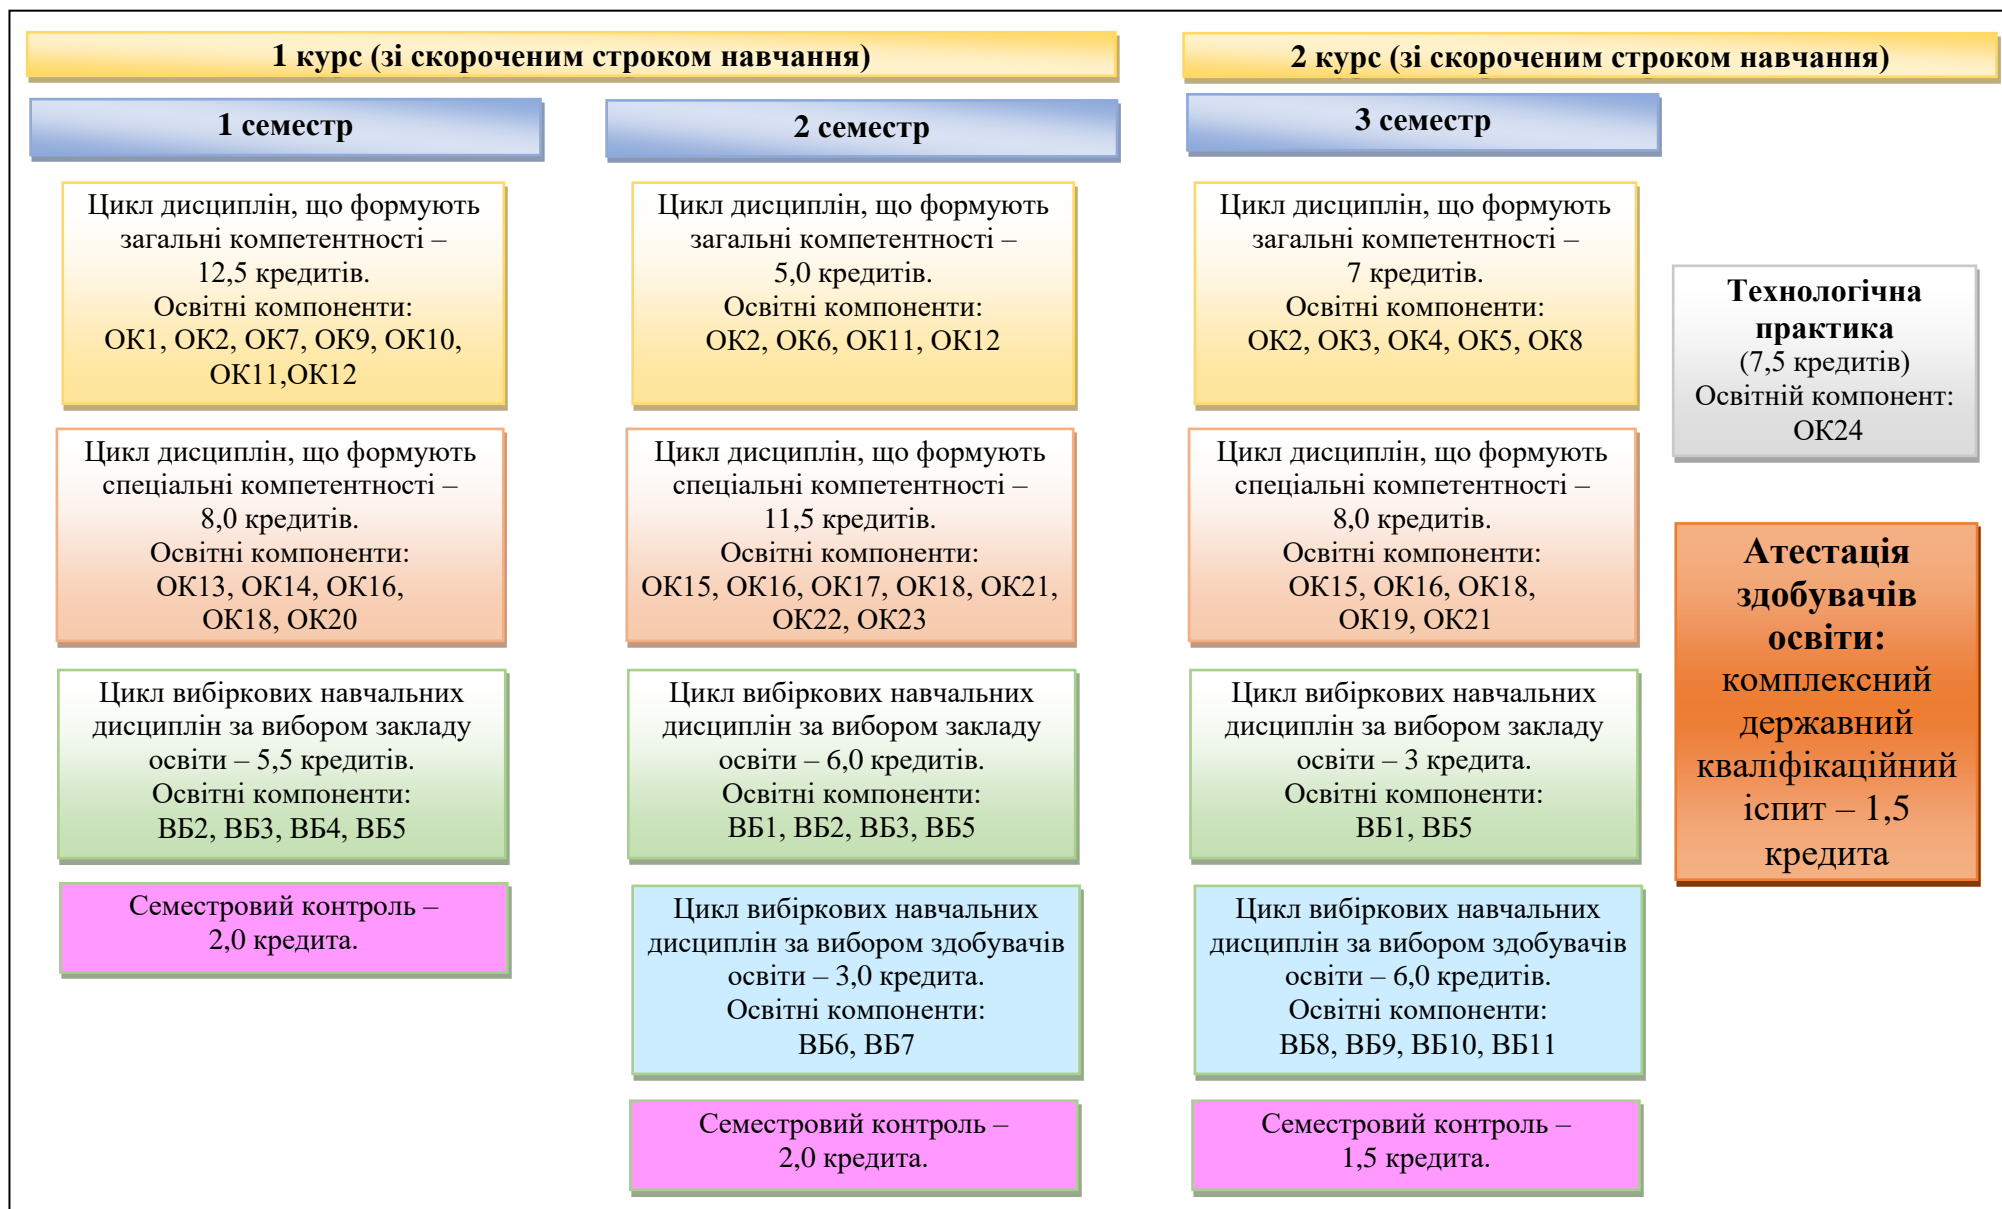 1 курс (зі скороченим строком навчання)
2 курс (зі скороченим строком навчання)
1 семестр
2 семестр
3 семестр
Цикл дисциплін, що формують
загальні компетентності –
12,5 кредитів.
Освітні компоненти:
ОК1, ОК2, ОК7, ОК9, ОК10,
ОК11,ОК12
Цикл дисциплін, що формують
загальні компетентності –
5,0 кредитів.
Освітні компоненти:
ОК2, ОК6, ОК11, ОК12
Цикл дисциплін, що формують
загальні компетентності –
7 кредитів.
Освітні компоненти:
ОК2, ОК3, ОК4, ОК5, ОК8
Технологічна
практика
(7,5 кредитів)
Освітній компонент:
ОК24
Цикл дисциплін, що формують
спеціальні компетентності –
8,0 кредитів.
Освітні компоненти:
ОК13, ОК14, ОК16,
ОК18, ОК20
Цикл дисциплін, що формують
спеціальні компетентності –
11,5 кредитів.
Освітні компоненти:
ОК15, ОК16, ОК17, ОК18, ОК21,
ОК22, ОК23
Цикл дисциплін, що формують
спеціальні компетентності –
8,0 кредитів.
Освітні компоненти:
ОК15, ОК16, ОК18,
ОК19, ОК21
Атестація
здобувачів
освіти:
комплексний
державний
кваліфікаційний
іспит – 1,5
кредита
Цикл вибіркових навчальних
дисциплін за вибором закладу
освіти – 5,5 кредитів.
Освітні компоненти:
ВБ2, ВБ3, ВБ4, ВБ5
Цикл вибіркових навчальних
дисциплін за вибором закладу
освіти – 6,0 кредитів.
Освітні компоненти:
ВБ1, ВБ2, ВБ3, ВБ5
Цикл вибіркових навчальних
дисциплін за вибором закладу
освіти – 3 кредита.
Освітні компоненти:
ВБ1, ВБ5
Семестровий контроль –
2,0 кредита.
Цикл вибіркових навчальних
дисциплін за вибором здобувачів
освіти – 3,0 кредита.
Освітні компоненти:
ВБ6, ВБ7
Цикл вибіркових навчальних
дисциплін за вибором здобувачів
освіти – 6,0 кредитів.
Освітні компоненти:
ВБ8, ВБ9, ВБ10, ВБ11
Семестровий контроль –
2,0 кредита.
Семестровий контроль –
1,5 кредита.